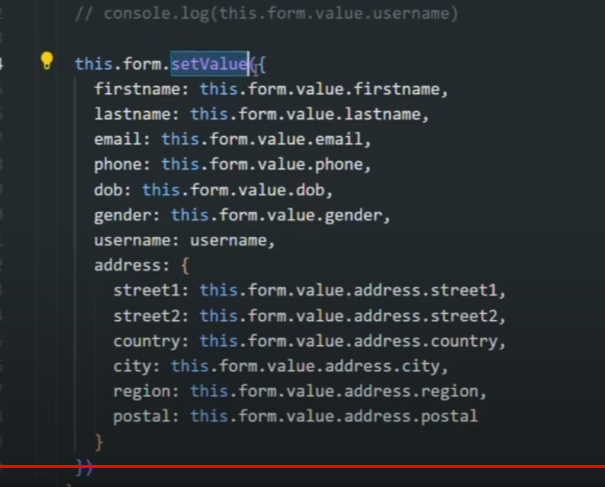 // console.log(this.form.value.username)
this.form.setValue({
firstname: this.form.value.firstname,
lastname: this.form.value.lastname,
email: this.form.value.email,
phone: this.form.value.phone,
dob: this.form.value.dob,
gender: this.form.value.gender,
username: username,
address: {
street1: this.form.value.address.street1,
street2: this.form.value.address.street2,
country: this.form.value.address.country,
city: this.form.value.address.city,
region: this.form.value.address.region,
postal: this.form.value.address.postal
}
})